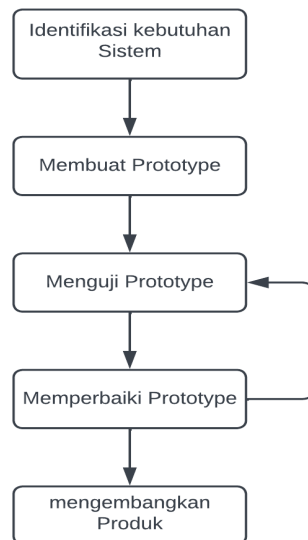 Identifikasi kebutuhan
Sistem
Membuat Prototype
Menguji Prototype
Memperbaiki Prototype
mengembangkan
Produk